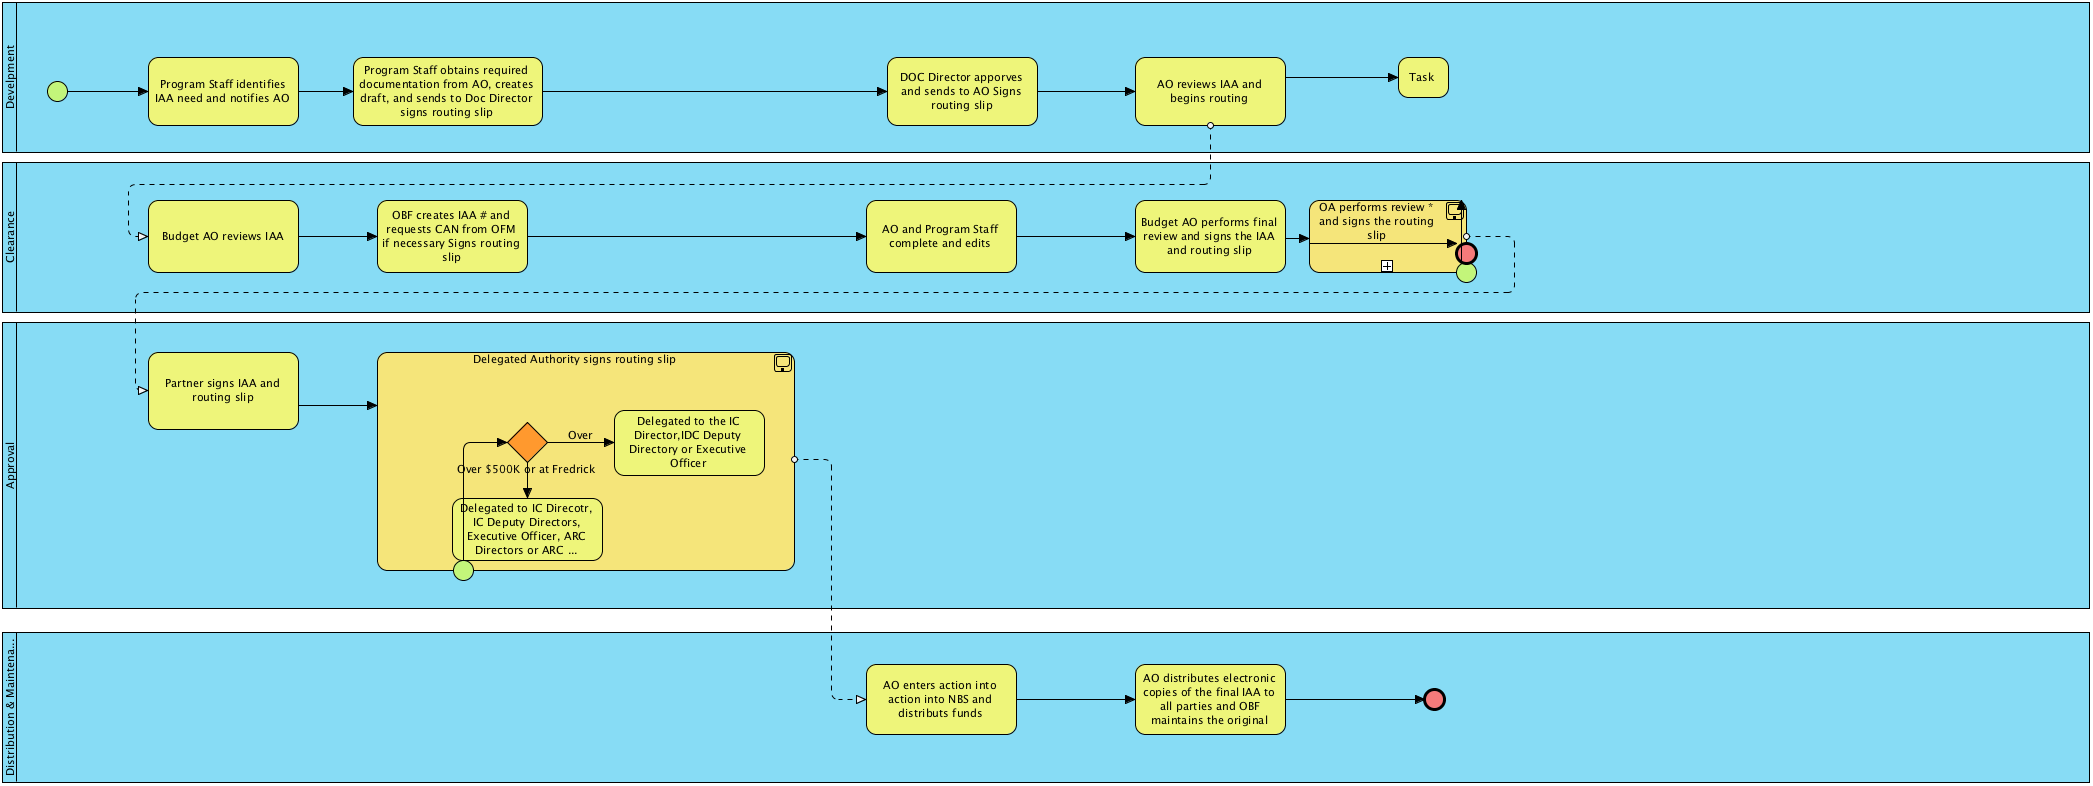 Develpment
Program Staff identifies
IAA need and notifies AO
Program Staff obtains required
documentation from AO, creates
draft, and sends to Doc Director
signs routing slip
DOC Director apporves
and sends to AO Signs
routing slip
AO reviews IAA and
begins routing
Task
Clearance
Budget AO reviews IAA
OBF creates IAA # and
requests CAN from OFM
if necessary Signs routing
slip
AO and Program Staff
complete and edits
Budget AO performs final
review and signs the IAA
and routing slip
OA performs review *
and signs the routing
slip
Approval
Partner signs IAA and
routing slip
Delegated Authority signs routing slip
Over
Delegated to the IC
Director,IDC Deputy
Directory or Executive
Officer
Over $500K or at Fredrick
Delegated to IC Direcotr,
IC Deputy Directors,
Executive Officer, ARC
Directors or ARC ...
Distribution & Maintena...
AO enters action into
action into NBS and
distributs funds
AO distributes electronic
copies of the final IAA to
all parties and OBF
maintains the original